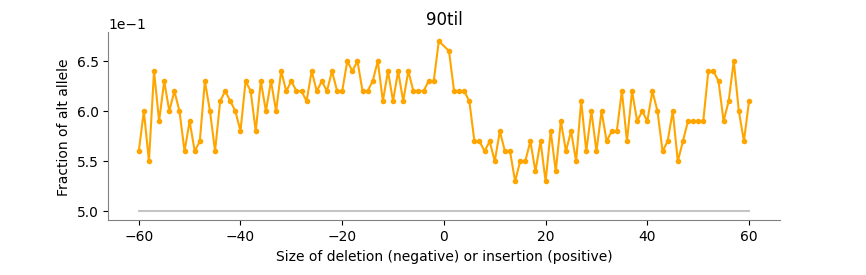 90til
1e−1
6.5
6.0
5.5
5.0
Fraction of alt allele
−60 −40 −20 0 20 40 60
Size of deletion (negative) or insertion (positive)